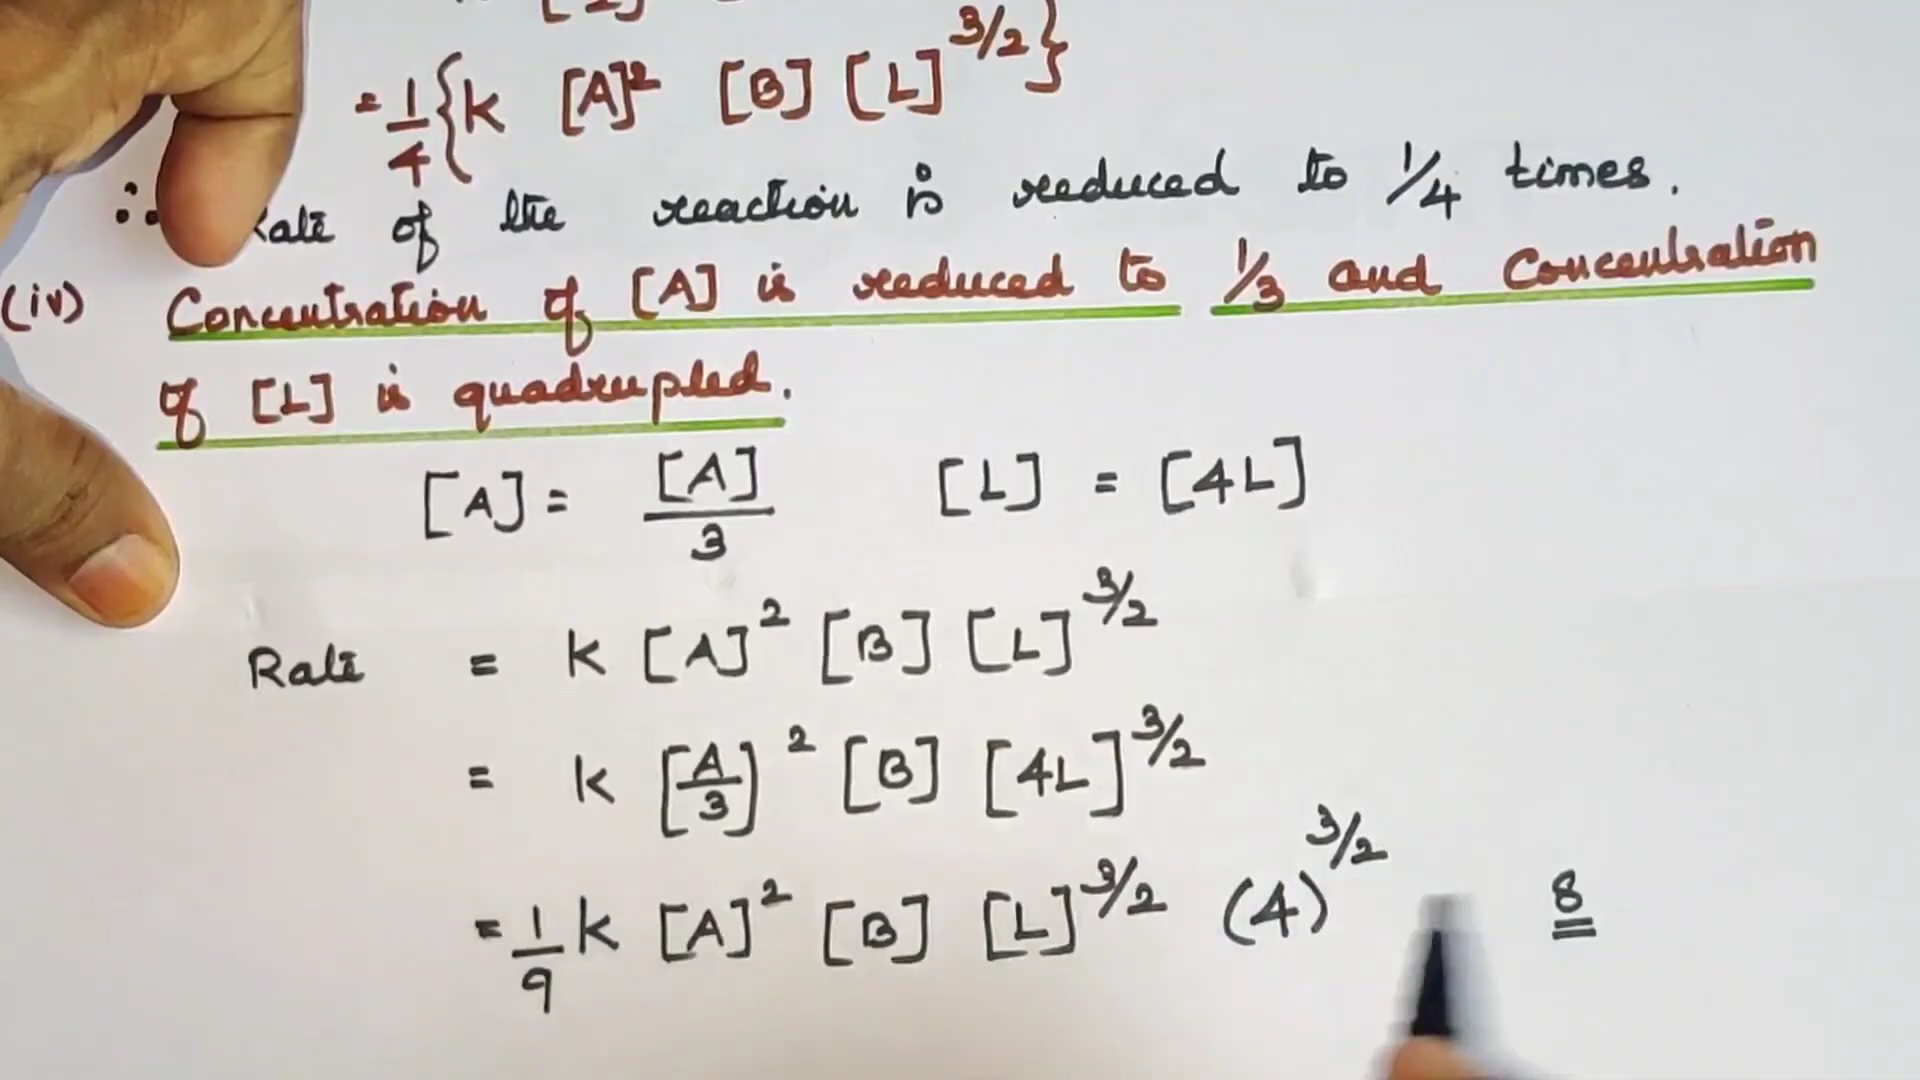 = 1/4 {k [A]² [B] [L]^3/2}
∴ Rate of the reaction is reduced to 1/4 times.
(iv) Concentration of [A] is reduced to 1/3 and Concentration
of [L] is quadrupled.
[A] = [A]/3 [L] = [4L]
Rate = k [A]² [B] [L]^3/2
= k [A/3]² [B] [4L]^3/2
= 1/9 k [A]² [B] [L]^3/2 (4)^3/2 8